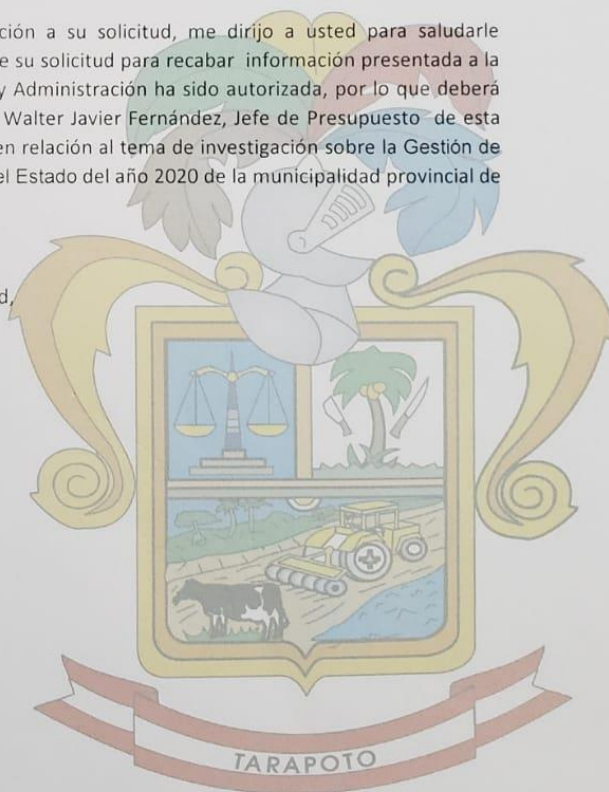 ción a su solicitud, me dirijo a usted para saludarle
e su solicitud para recabar información presentada a la
y Administración ha sido autorizada, por lo que deberá
Walter Javier Fernández, Jefe de Presupuesto de esta
en relación al tema de investigación sobre la Gestión de
el Estado del año 2020 de la municipalidad provincial de
d,
TARAPOTO